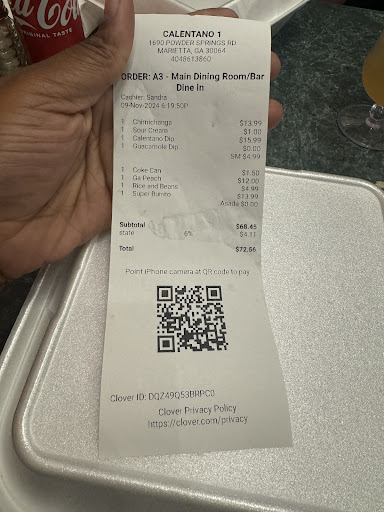 Coca Cola
ORIGINAL TASTE
CALENTANO 1
1690 POWDER SPRINGS RD
MARIETTA, GA 30064
4048613860
ORDER: A3 - Main Dining Room/Bar
Dine In
Cashier: Sandra
09-Nov-2024 6:19:50P
1 Chimichanga $13.99
1 Sour Cream $1.00
1 Calentano Dip $15.99
1 Guacamole Dip $0.00
SM $4.99
1 Coke Can $1.50
1 Ga Peach $12.00
1 Rice and Beans $4.99
1 Super Burrito $13.99
Asada $0.00
Subtotal $68.45
state 6% $4.11
Total $72.56
Point iPhone camera at QR code to pay
Clover ID: DQZ49Q53BRPC0
Clover Privacy Policy
https://clover.com/privacy